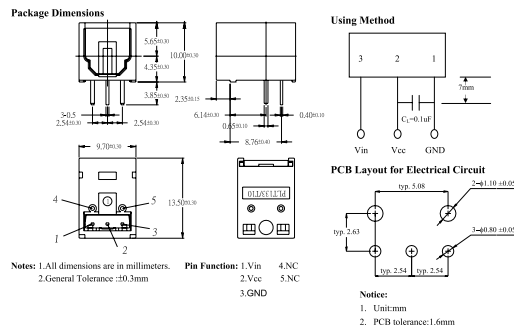 Package Dimensions
5.65±0.30
10.00±0.30
4.35±0.30
3.85±0.50
2.35±0.15
3-0.5
2.54±0.30
2.54±0.30
6.14±0.30
0.40±0.10
0.65±0.10
8.76±0.40
9.70±0.30
13.50±0.30
4
5
1
2
3
PLT133/T10
Notes: 1.All dimensions are in millimeters.
2.General Tolerance :±0.3mm
Pin Function: 1.Vin 4.NC
2.Vcc 5.NC
3.GND
Using Method
3 2 1
7mm
CL=0.1uF
Vin Vcc GND
PCB Layout for Electrical Circuit
typ. 5.08
2-ϕ1.10 ±0.05
typ. 2.63
3-ϕ0.80 ±0.05
typ. 2.54 typ. 2.54
Notice:
1. Unit:mm
2. PCB tolerance:1.6mm